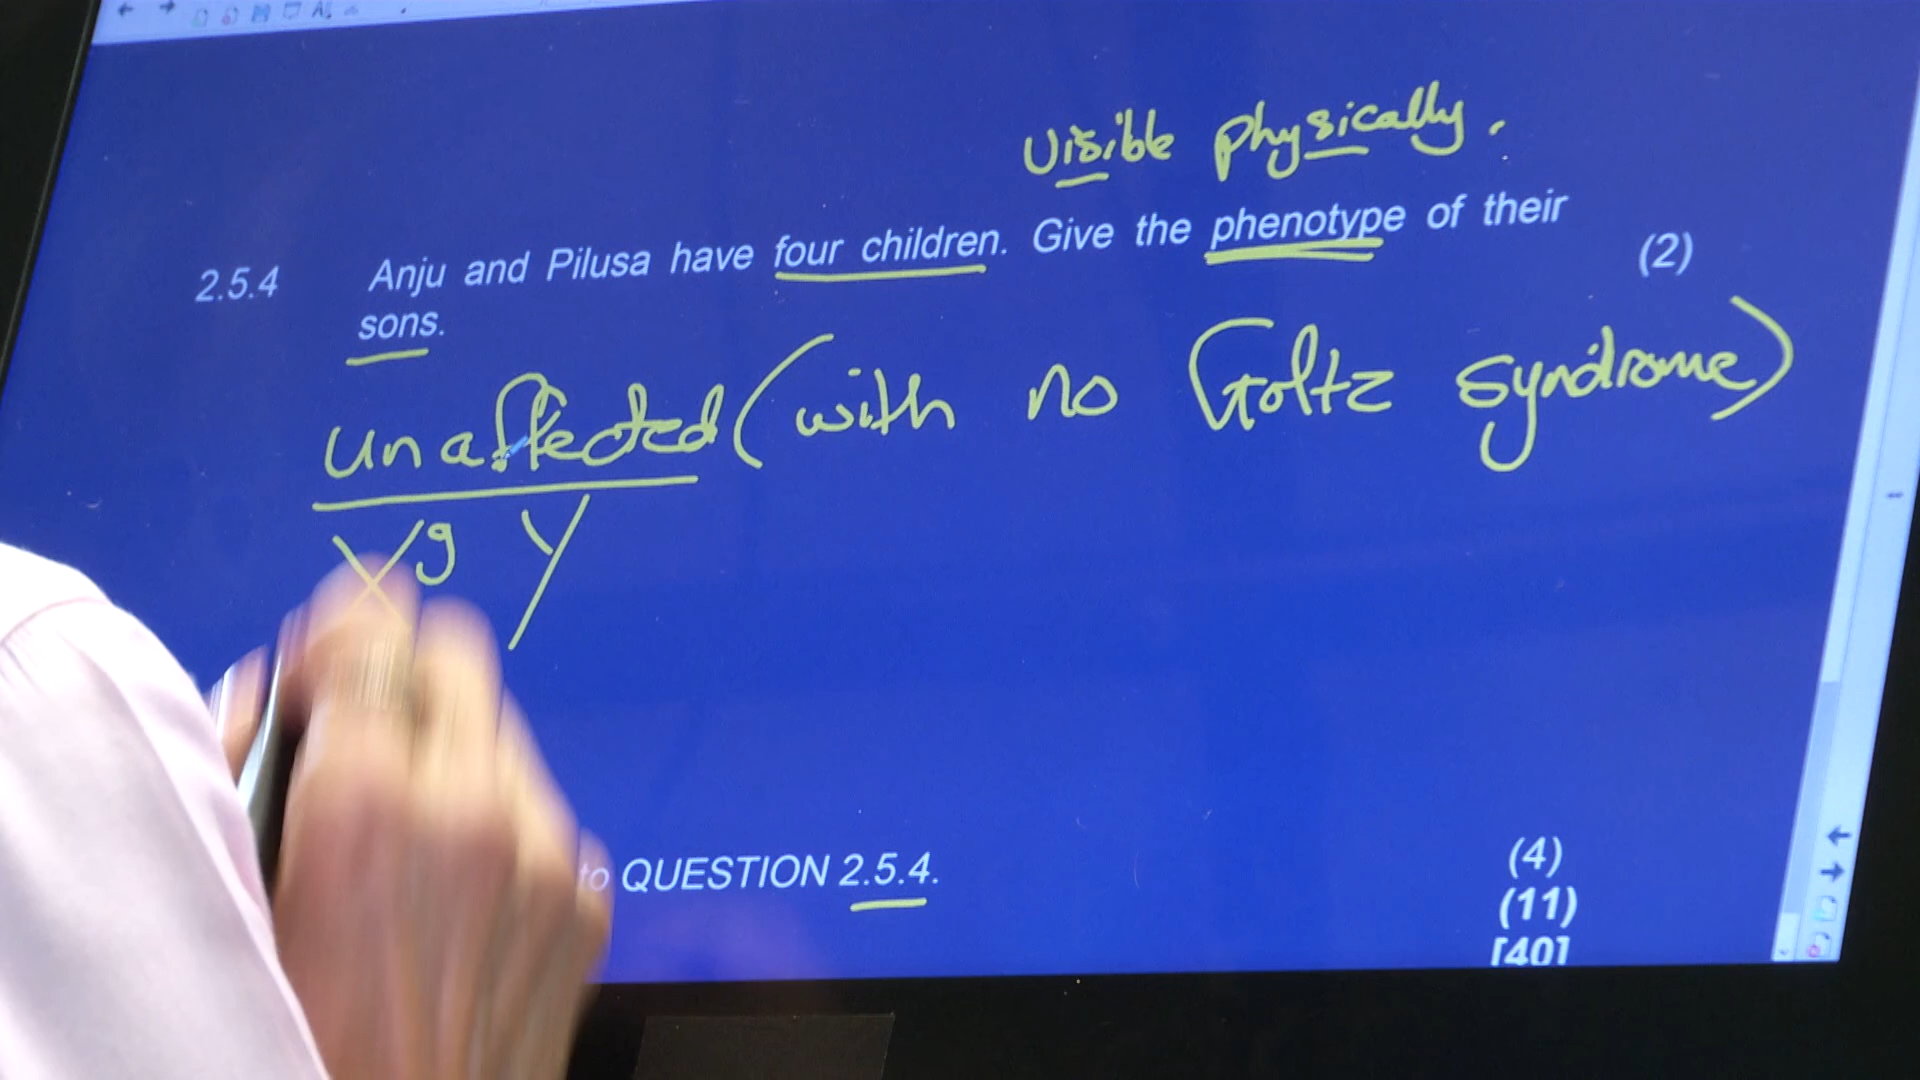 visible physically.
2.5.4 Anju and Pilusa have four children. Give the phenotype of their (2)
sons.
unaffected (with no Goltz syndrome)
Xg Y
to QUESTION 2.5.4. (4)
(11)
[40]